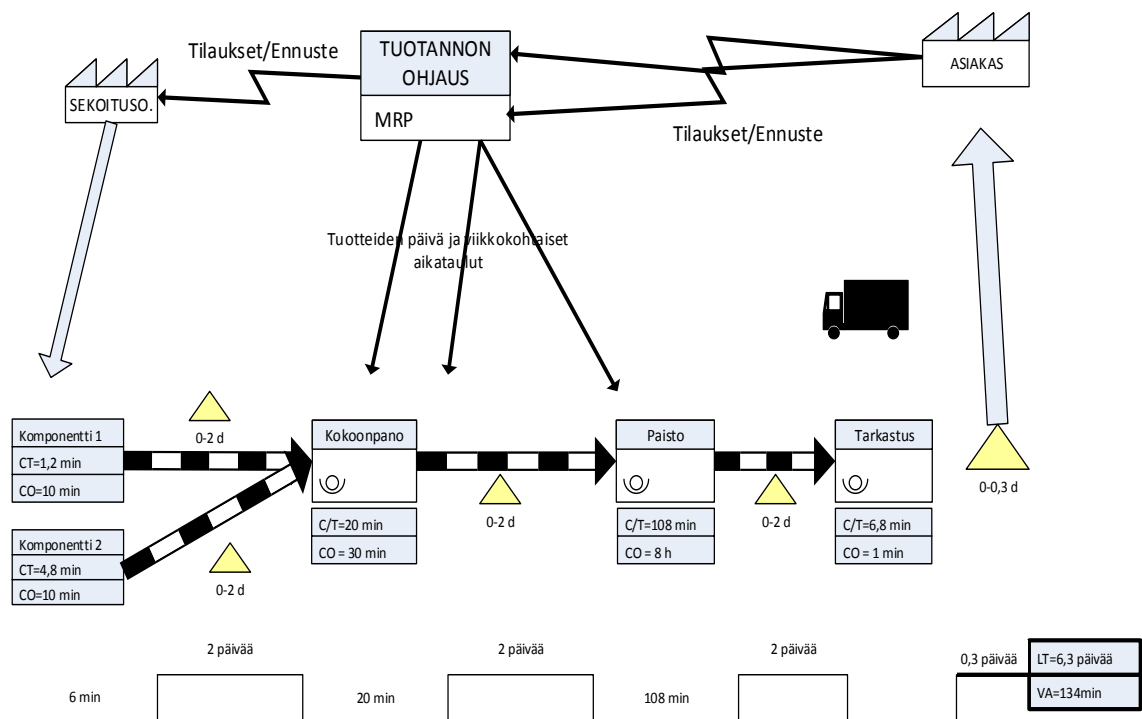 Tilaukset/Ennuste
TUOTANNON
OHJAUS
MRP
ASIAKAS
SEKOITUSO.
Tilaukset/Ennuste
Tuotteiden päivä ja viikkokohtaiset
aikataulut
Komponentti 1
CT=1,2 min
CO=10 min
0-2 d
Kokoonpano
C/T=20 min
CO = 30 min
0-2 d
Paisto
C/T=108 min
CO = 8 h
0-2 d
Tarkastus
C/T=6,8 min
CO = 1 min
0-0,3 d
Komponentti 2
CT=4,8 min
CO=10 min
0-2 d
2 päivää
2 päivää
2 päivää
0,3 päivää
LT=6,3 päivää
6 min
20 min
108 min
VA=134min